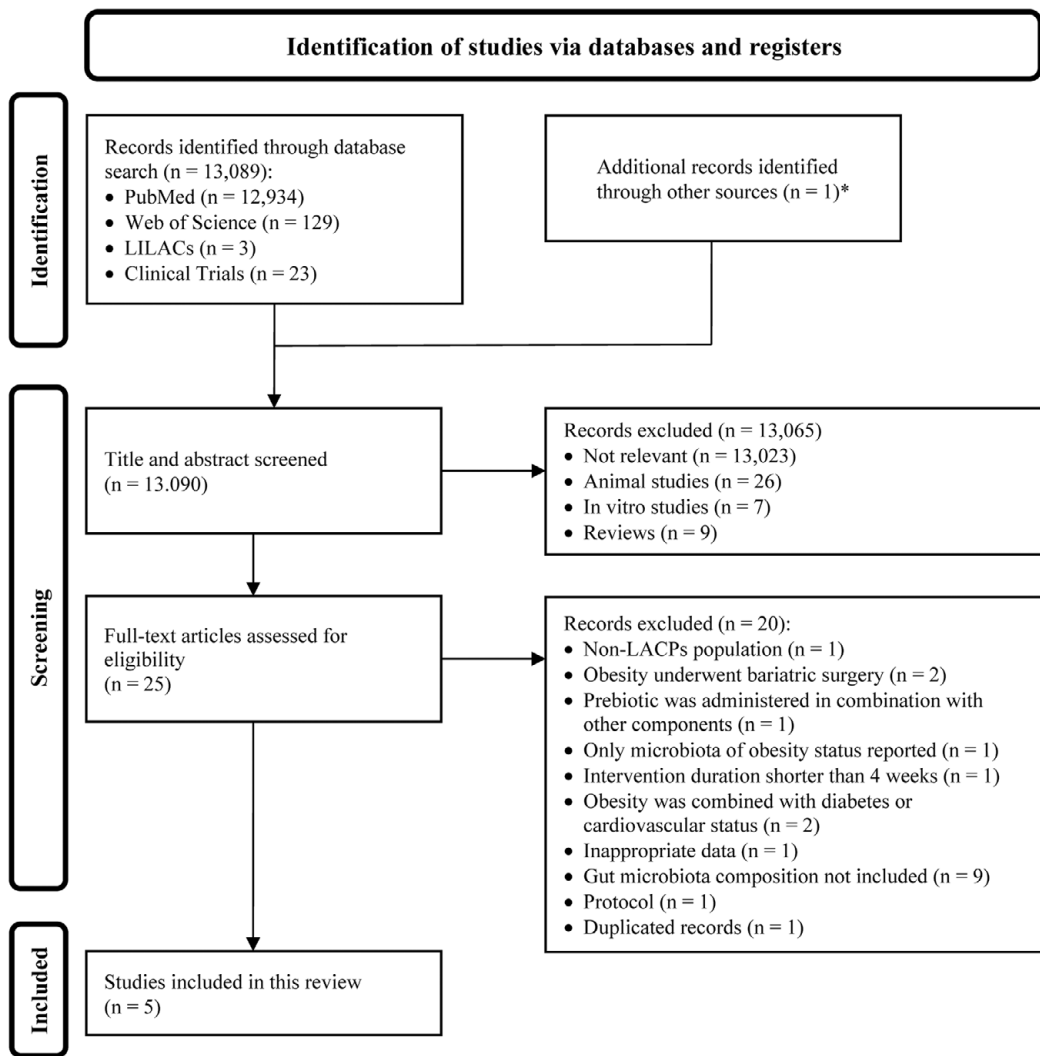 Identification of studies via databases and registers
Identification
Records identified through database
search (n = 13,089):
• PubMed (n = 12,934)
• Web of Science (n = 129)
• LILACs (n = 3)
• Clinical Trials (n = 23)
Additional records identified
through other sources (n = 1)*
Screening
Title and abstract screened
(n = 13.090)
Records excluded (n = 13,065)
• Not relevant (n = 13,023)
• Animal studies (n = 26)
• In vitro studies (n = 7)
• Reviews (n = 9)
Full-text articles assessed for
eligibility
(n = 25)
Records excluded (n = 20):
• Non-LACPs population (n = 1)
• Obesity underwent bariatric surgery (n = 2)
• Prebiotic was administered in combination with
other components (n = 1)
• Only microbiota of obesity status reported (n = 1)
• Intervention duration shorter than 4 weeks (n = 1)
• Obesity was combined with diabetes or
cardiovascular status (n = 2)
• Inappropriate data (n = 1)
• Gut microbiota composition not included (n = 9)
• Protocol (n = 1)
• Duplicated records (n = 1)
Included
Studies included in this review
(n = 5)